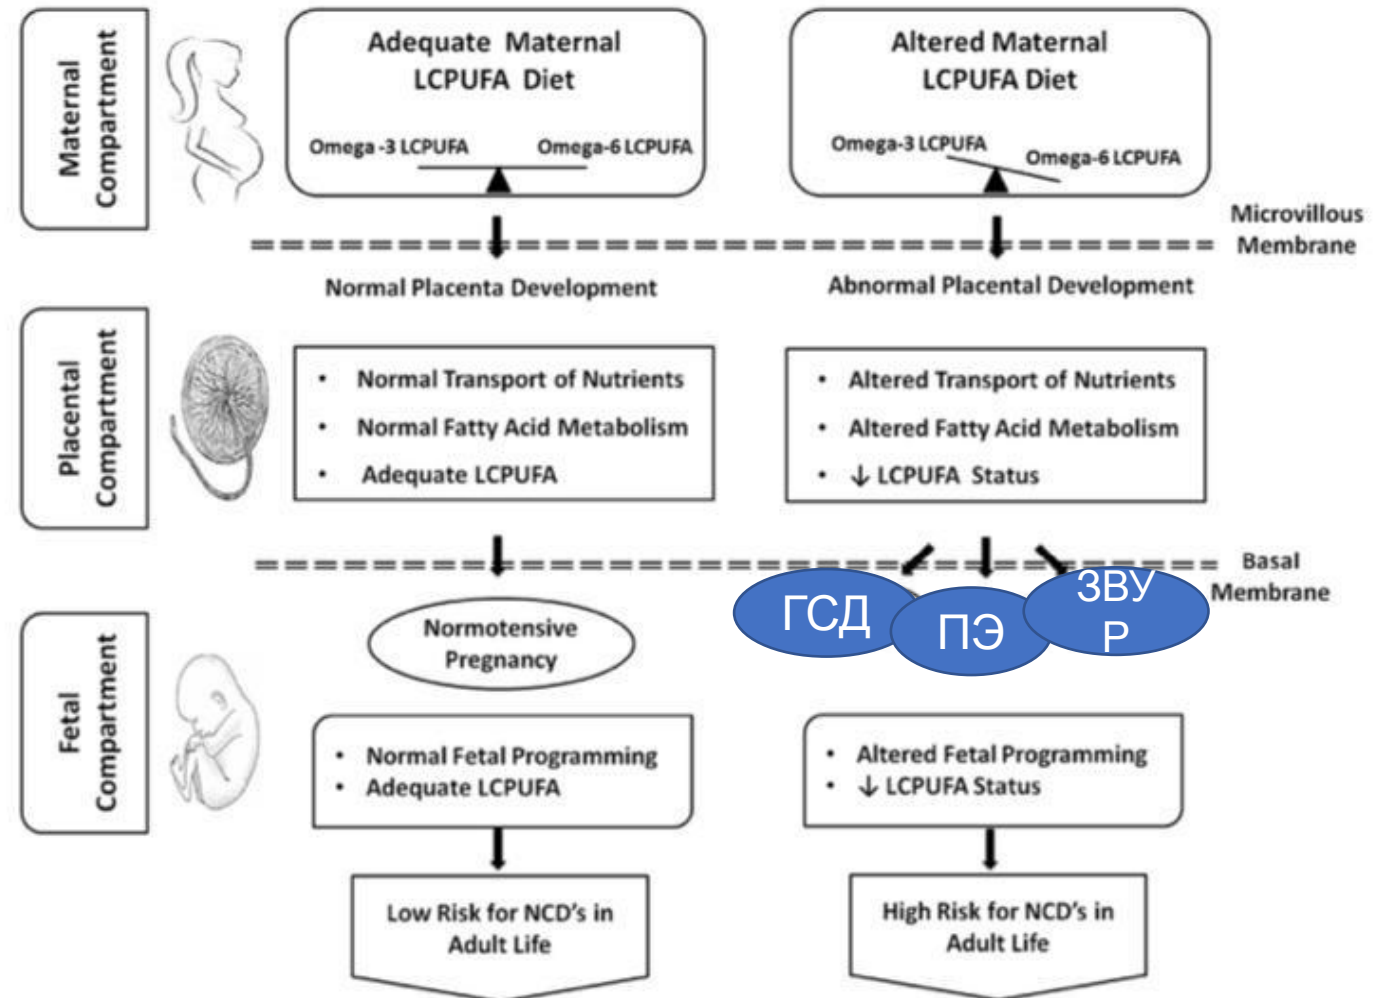 Maternal
Compartment
Adequate Maternal
LCPUFA Diet
Omega -3 LCPUFA
Omega-6 LCPUFA
Altered Maternal
LCPUFA Diet
Omega-3 LCPUFA
Omega-6 LCPUFA
Microvillous
Membrane
Normal Placenta Development
Abnormal Placental Development
Placental
Compartment
• Normal Transport of Nutrients
• Normal Fatty Acid Metabolism
• Adequate LCPUFA
• Altered Transport of Nutrients
• Altered Fatty Acid Metabolism
• ↓ LCPUFA Status
Basal
Membrane
Normotensive
Pregnancy
ГСД
ПЭ
ЗВУ
Р
Fetal
Compartment
• Normal Fetal Programming
• Adequate LCPUFA
• Altered Fetal Programming
• ↓ LCPUFA Status
Low Risk for NCD's in
Adult Life
High Risk for NCD's in
Adult Life